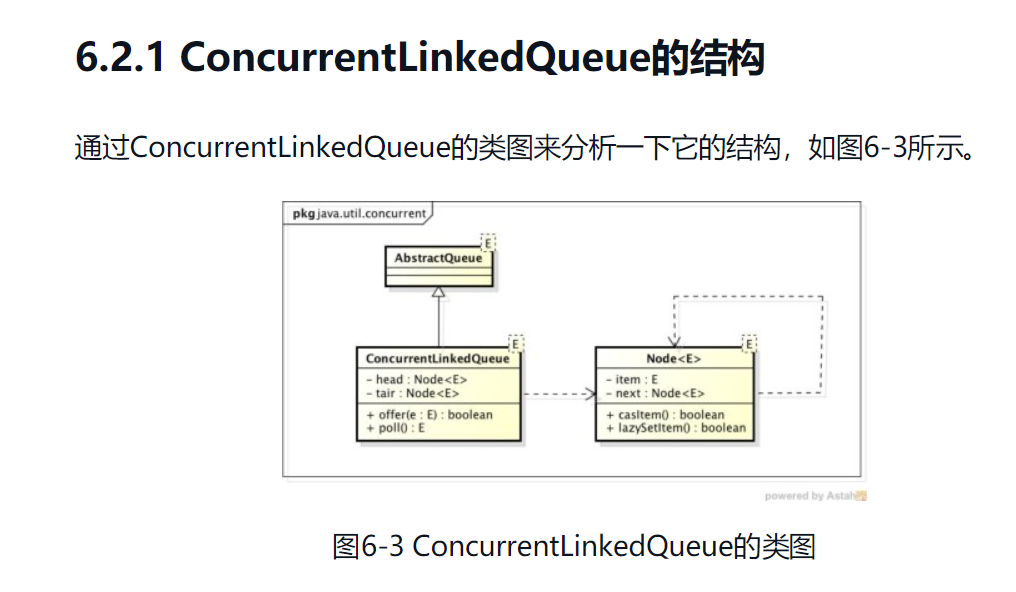 6.2.1 ConcurrentLinkedQueue的结构
通过ConcurrentLinkedQueue的类图来分析一下它的结构，如图6-3所示。
pkg java.util.concurrent
E
AbstractQueue
E
ConcurrentLinkedQueue
- head : Node<E>
- tair : Node<E>
+ offer(e : E) : boolean
+ poll() : E
E
Node<E>
- item : E
- next : Node<E>
+ casItem() : boolean
+ lazySetItem() : boolean
powered by Astah
图6-3 ConcurrentLinkedQueue的类图